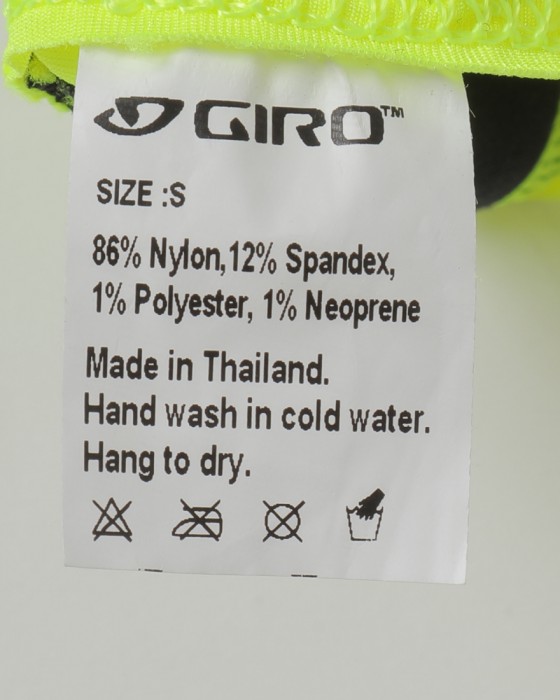 GIRO™
SIZE :S
86% Nylon,12% Spandex,
1% Polyester, 1% Neoprene
Made in Thailand.
Hand wash in cold water.
Hang to dry.